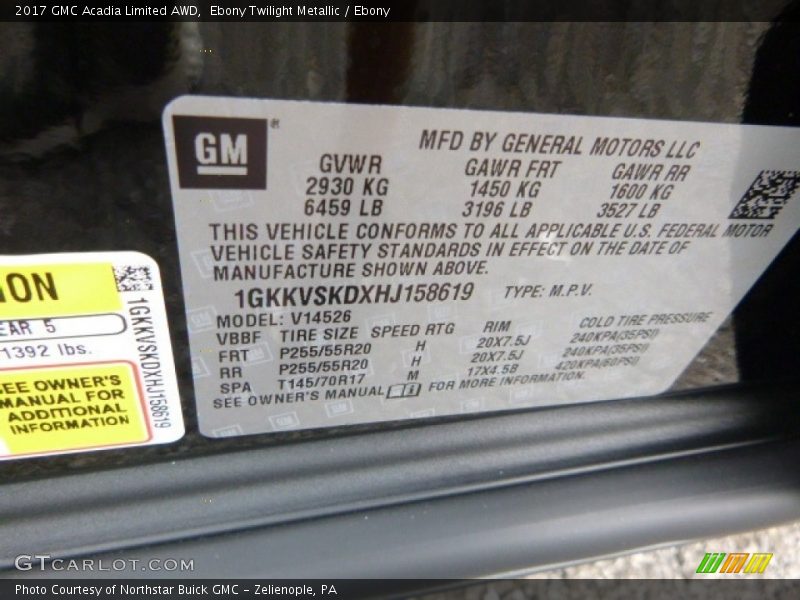 2017 GMC Acadia Limited AWD, Ebony Twilight Metallic / Ebony
GM
MFD BY GENERAL MOTORS LLC
GVWR GAWR FRT GAWR RR
2930 KG 1450 KG 1600 KG
6459 LB 3196 LB 3527 LB
THIS VEHICLE CONFORMS TO ALL APPLICABLE U.S. FEDERAL MOTOR
VEHICLE SAFETY STANDARDS IN EFFECT ON THE DATE OF
MANUFACTURE SHOWN ABOVE.
1GKKVSKDXHJ158619 TYPE: M.P.V.
MODEL: V14526
VBBF TIRE SIZE SPEED RTG RIM COLD TIRE PRESSURE
FRT P255/55R20 H 20X7.5J 240KPA(35PSI)
RR P255/55R20 H 20X7.5J 240KPA(35PSI)
SPA T145/70R17 M 17X4.5B 420KPA(60PSI)
SEE OWNER'S MANUAL FOR MORE INFORMATION.
ION
EAR 5
1392 lbs.
SEE OWNER'S
MANUAL FOR
ADDITIONAL
INFORMATION
1GKKVSKDXHJ158619
GTCARLOT.COM
Photo Courtesy of Northstar Buick GMC - Zelienople, PA